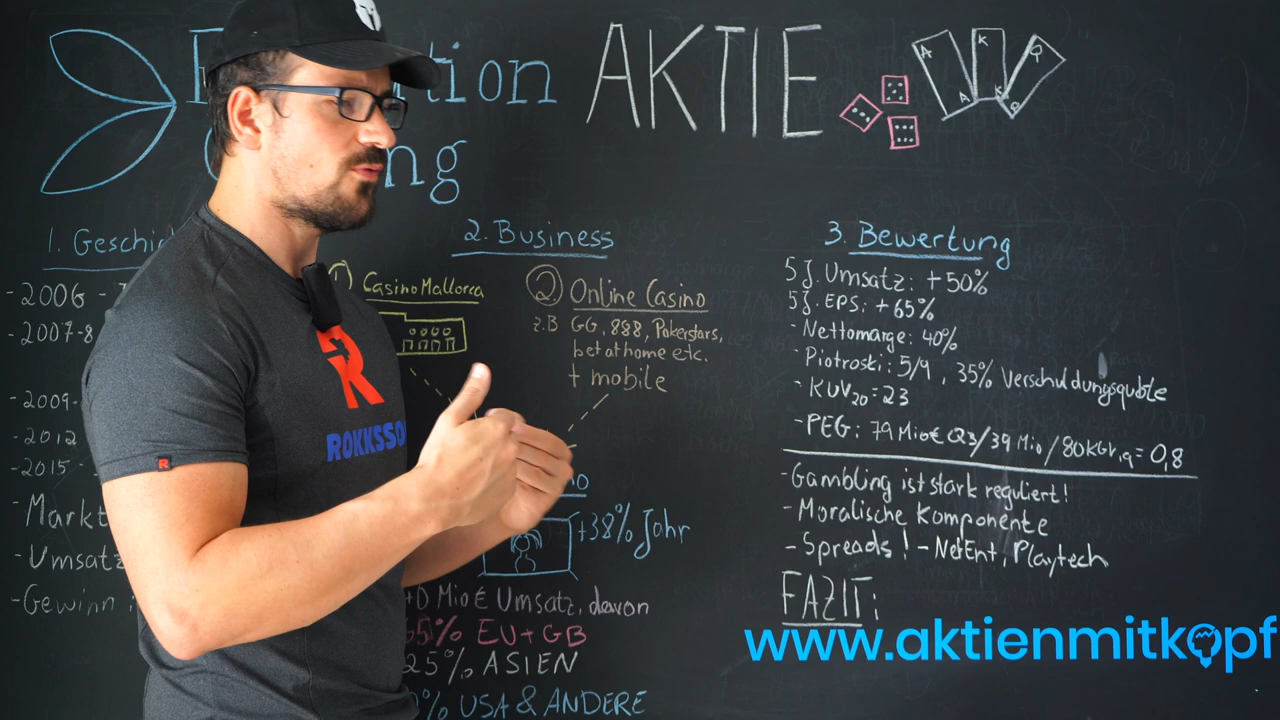 AKTIE
A K Q
A K Q
1. Geschich
- 2006 -
- 2007-8
- 2009-
- 2012
- 2015 -
- Markt
- Umsatz
- Gewinn
2. Business
1) Casino Mallorca
2. Online Casino
z.B GG, 888, Pokerstars,
bet at home etc.
+ mobile
+38% Jahr
Mio € Umsatz, davon
5% EU+GB
25% ASIEN
% USA & ANDERE
3. Bewertung
5 J. Umsatz: +50%
5J. EPS: +65%
- Nettomarge: 40%
- Piotroski: 5/9, 35% Verschuldungsquote
- KUV20 = 23
- PEG: 79 Mio€ Q3/39 Mio/80KGV19 = 0,8
- Gambling ist stark reguliert!
- Moralische Komponente
- Spreads! - NetEnt, Playtech
FAZIT:
www.aktienmitkopf
R
ROKKSSO
R